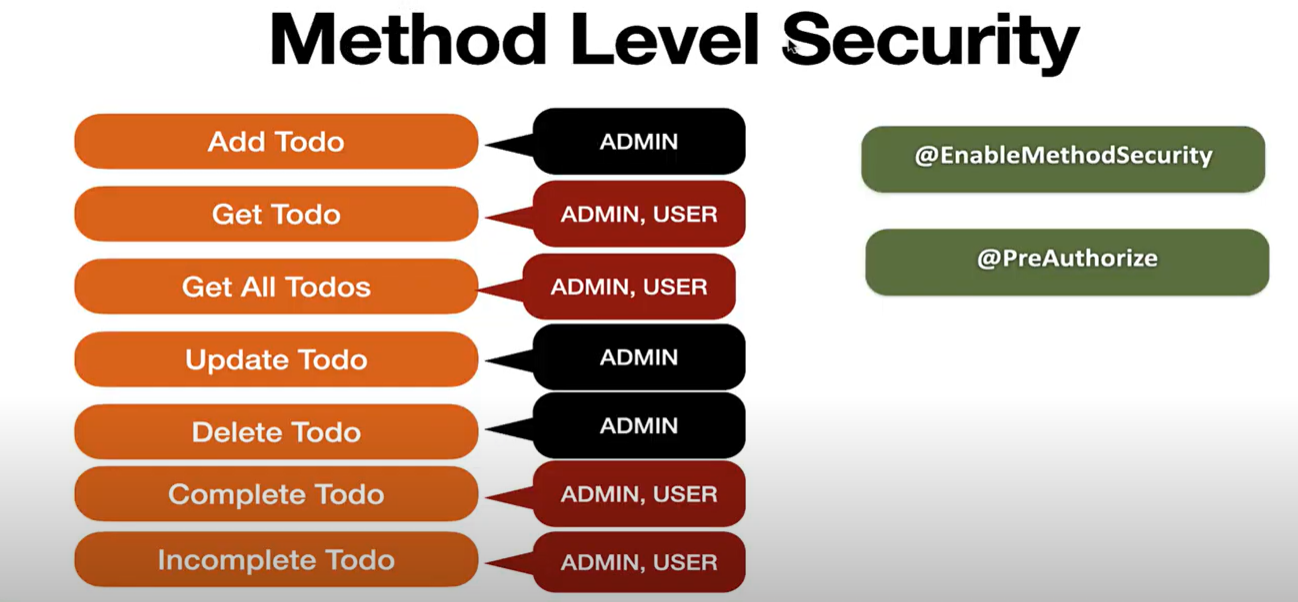 Method Level Security
Add Todo
ADMIN
@EnableMethodSecurity
Get Todo
ADMIN, USER
@PreAuthorize
Get All Todos
ADMIN, USER
Update Todo
ADMIN
Delete Todo
ADMIN
Complete Todo
ADMIN, USER
Incomplete Todo
ADMIN, USER